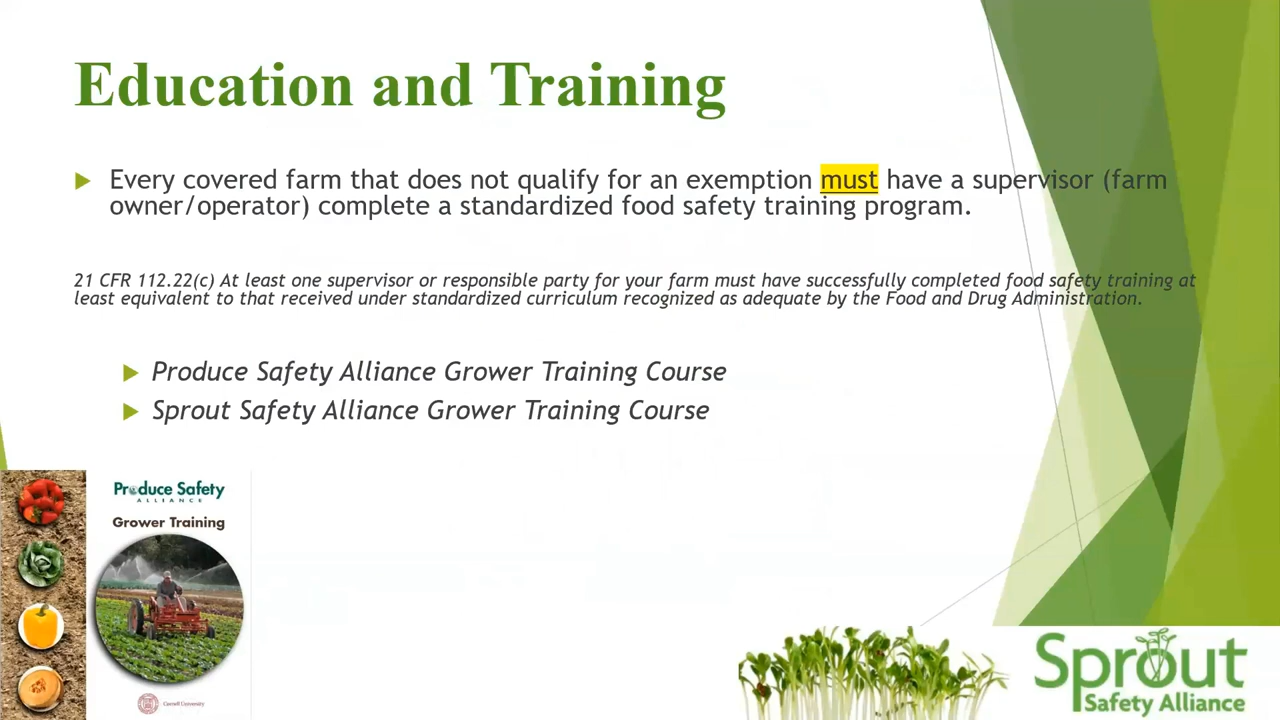 Education and Training
Every covered farm that does not qualify for an exemption must have a supervisor (farm
owner/operator) complete a standardized food safety training program.
21 CFR 112.22(c) At least one supervisor or responsible party for your farm must have successfully completed food safety training at
least equivalent to that received under standardized curriculum recognized as adequate by the Food and Drug Administration.
Produce Safety Alliance Grower Training Course
Sprout Safety Alliance Grower Training Course
Produce Safety
ALLIANCE
Grower Training
Cornell University
Sprout
Safety Alliance